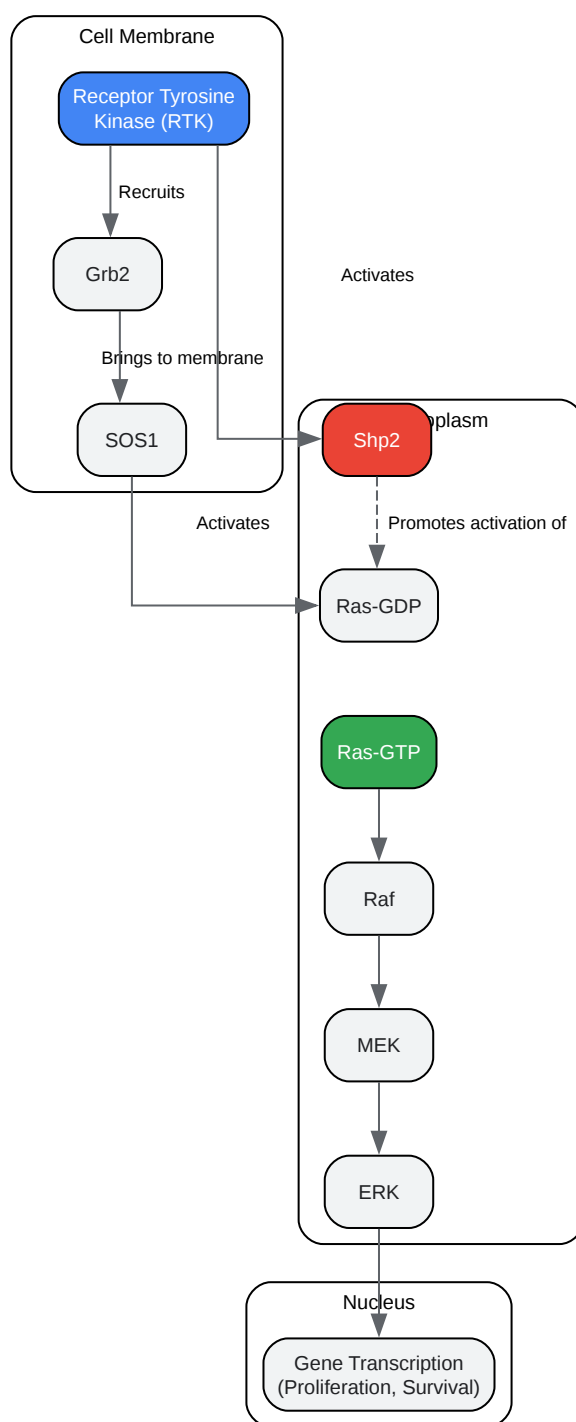 Cell Membrane
Receptor Tyrosine
Kinase (RTK)
Recruits
Grb2
Activates
Brings to membrane
SOS1
Shp2
oplasm
Activates
Promotes activation of
Ras-GDP
Ras-GTP
Raf
MEK
ERK
Nucleus
Gene Transcription
(Proliferation, Survival)